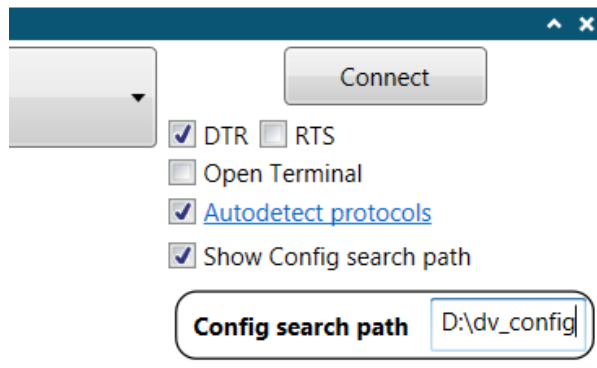 Connect
DTR RTS
Open Terminal
Autodetect protocols
Show Config search path
Config search path D:\dv_config